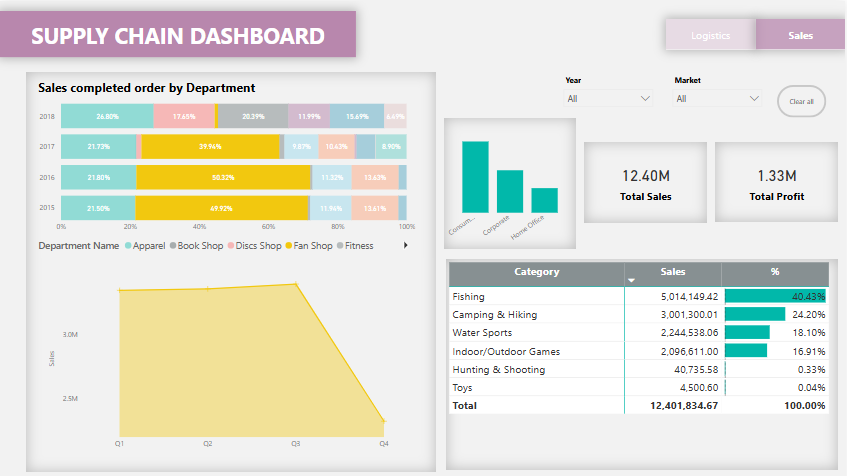 SUPPLY CHAIN DASHBOARD
Logistics
Sales
Sales completed order by Department
2018 26.80% 17.65% 20.39% 11.99% 15.69% 6.49%
2017 21.73% 39.96% 9.87% 10.63% 8.90%
2016 21.80% 50.32% 11.32% 13.63%
2015 21.50% 49.92% 11.96% 13.61%
0% 20% 40% 60% 80% 100%
Department Name Apparel Book Shop Discs Shop Fan Shop Fitness
3.0M
Sales
2.5M
Q1 Q2 Q3 Q4
Year
All
Market
All
Clear all
Consum...
Corporate
Home Office
12.40M
Total Sales
1.33M
Total Profit
Category Sales %
Fishing 5,014,149.42 40.43%
Camping & Hiking 3,001,300.01 24.20%
Water Sports 2,244,538.06 18.10%
Indoor/Outdoor Games 2,096,611.00 16.91%
Hunting & Shooting 40,735.58 0.33%
Toys 4,500.60 0.04%
Total 12,401,834.67 100.00%